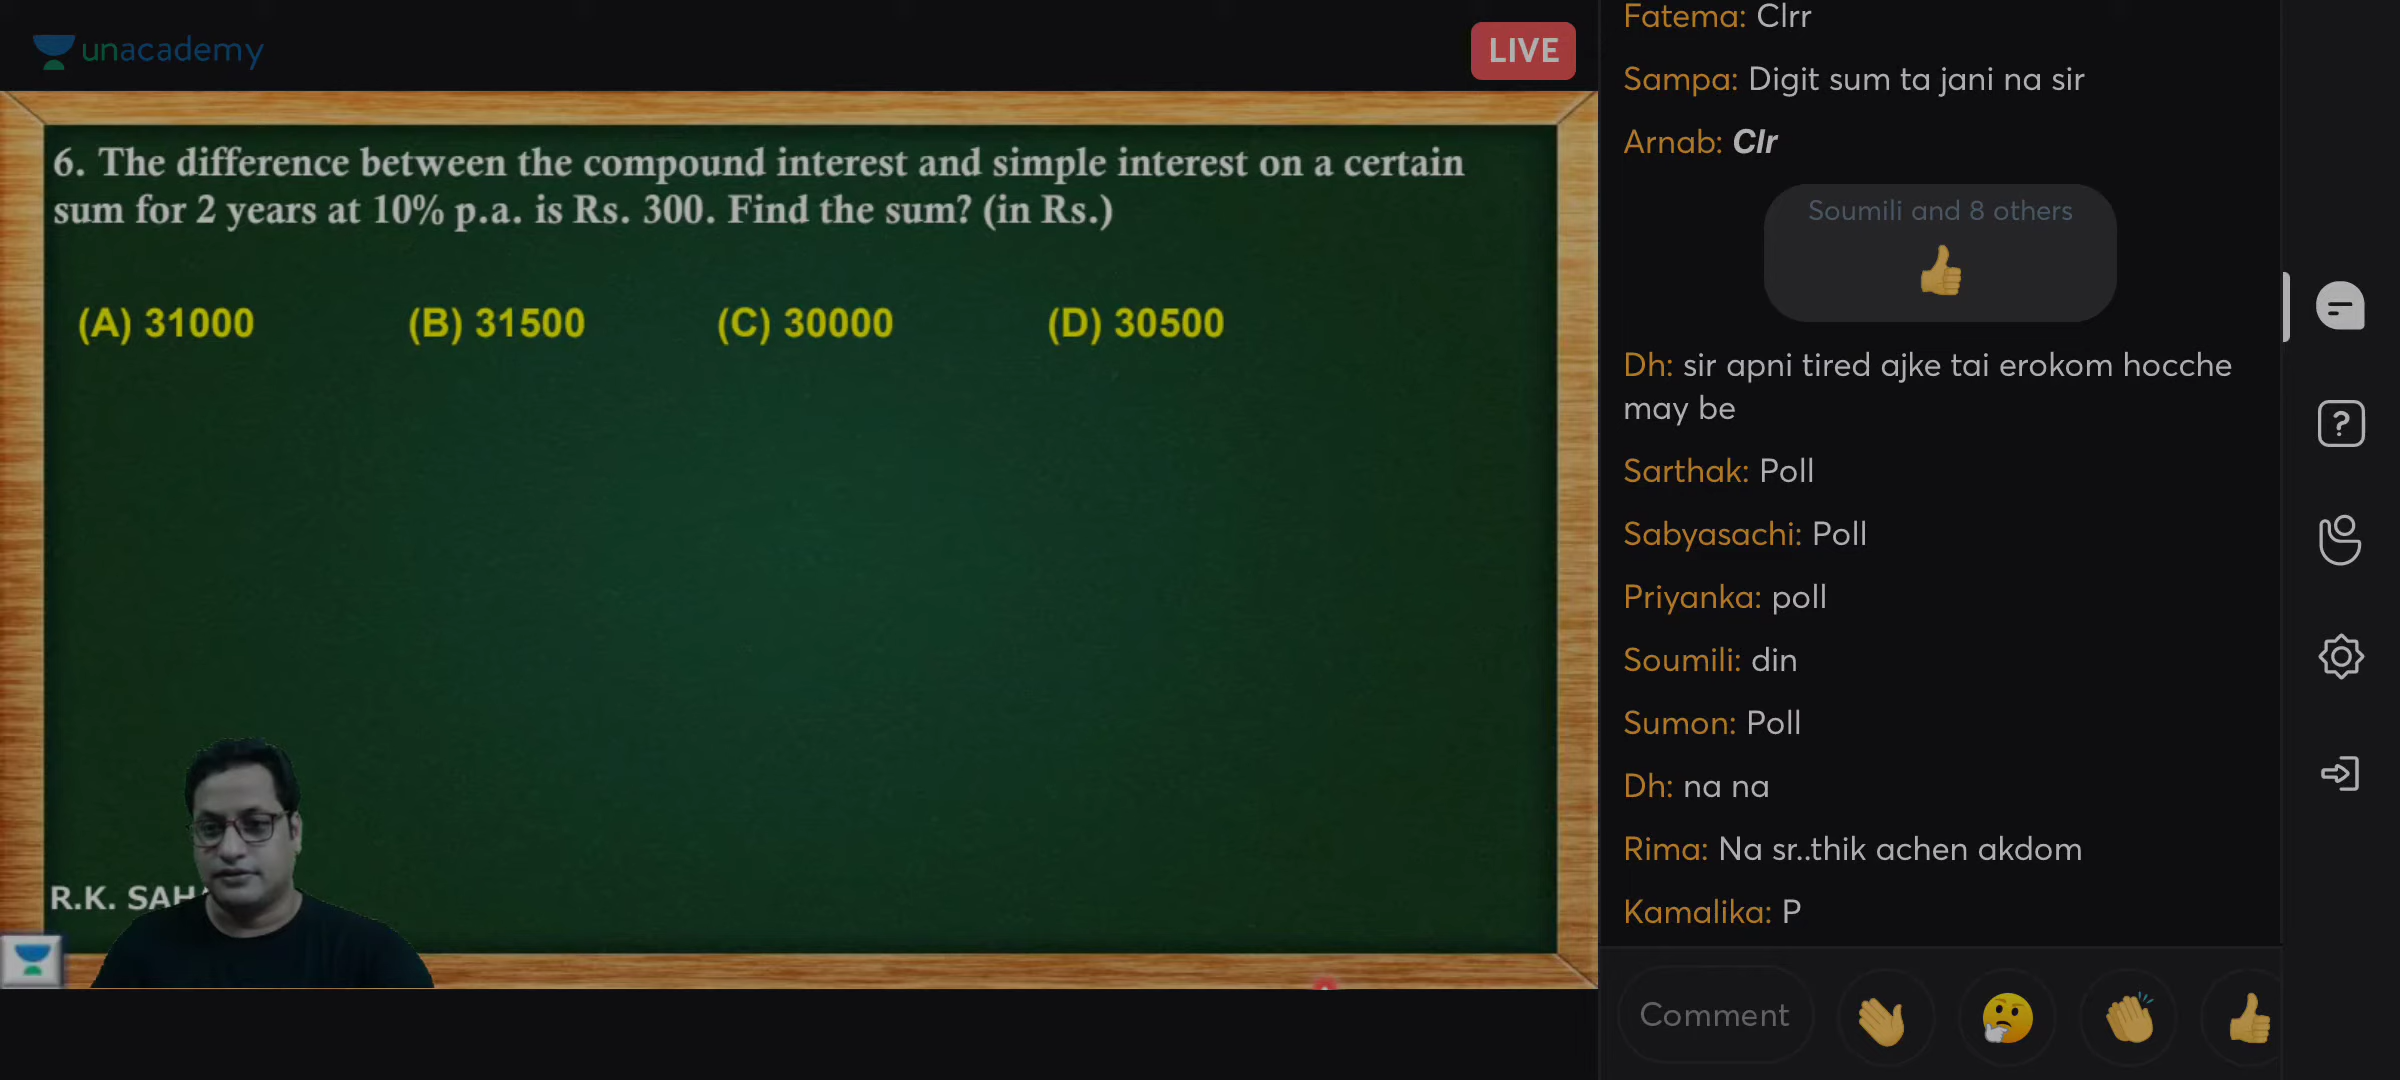 unacademy
LIVE
6. The difference between the compound interest and simple interest on a certain
sum for 2 years at 10% p.a. is Rs. 300. Find the sum? (in Rs.)
(A) 31000 (B) 31500 (C) 30000 (D) 30500
R.K. SAHA
Fatema: Clrr
Sampa: Digit sum ta jani na sir
Arnab: Clr
Soumili and 8 others
Dh: sir apni tired ajke tai erokom hocche
may be
Sarthak: Poll
Sabyasachi: Poll
Priyanka: poll
Soumili: din
Sumon: Poll
Dh: na na
Rima: Na sr..thik achen akdom
Kamalika: P
Comment